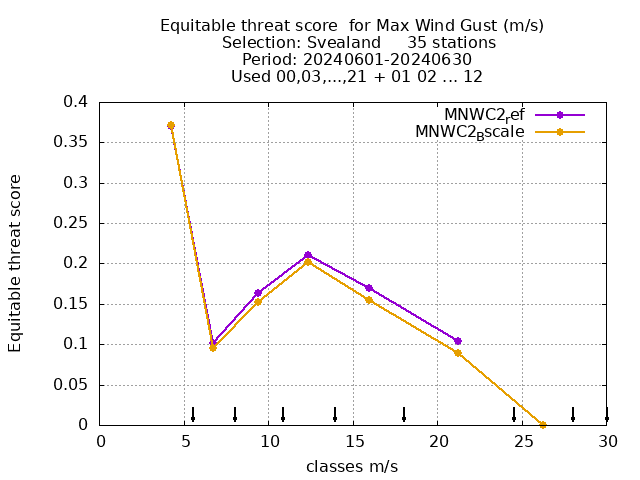 Equitable threat score  for Max Wind Gust (m/s)
Selection: Svealand     35 stations
Period: 20240601-20240630
Used 00,03,...,21 + 01 02 ... 12
MNWC2ref
MNWC2Bscale
0.4
0.35
0.3
0.25
0.2
0.15
0.1
0.05
0
Equitable threat score
0 5 10 15 20 25 30
classes m/s